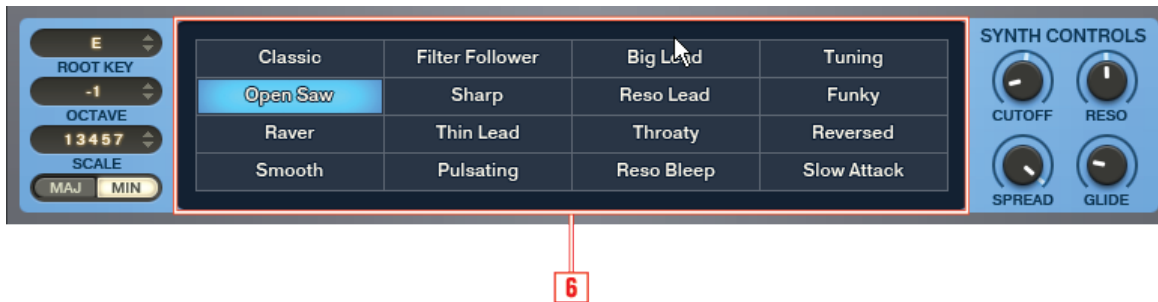 E
ROOT KEY
-1
OCTAVE
13457
SCALE
MAJ MIN
Classic Filter Follower Big Lead Tuning
Open Saw Sharp Reso Lead Funky
Raver Thin Lead Throaty Reversed
Smooth Pulsating Reso Bleep Slow Attack
SYNTH CONTROLS
CUTOFF RESO
SPREAD GLIDE
6